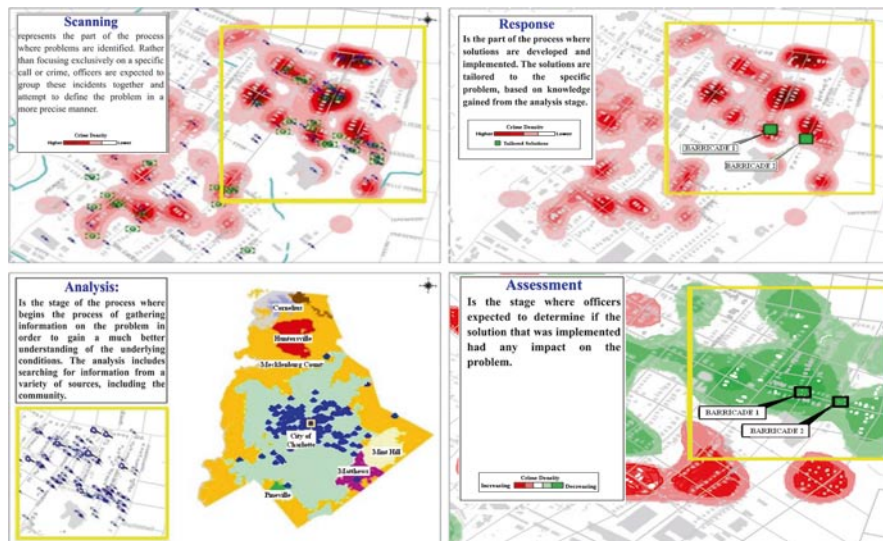 Scanning
represents the part of the process
where problems are identified. Rather
than focusing exclusively on a specific
call or crime, officers are expected to
group these incidents together and
attempt to define the problem in a
more precise manner.
Crime Density
Higher
Lower
Response
Is the part of the process where
solutions are developed and
implemented. The solutions are
tailored to the specific
problem, based on knowledge
gained from the analysis stage.
Crime Density
Higher
Lower
Tailored Solutions
BARRICADE 1
BARRICADE 2
Analysis:
Is the stage of the process where
begins the process of gathering
information on the problem in
order to gain a much better
understanding of the underlying
conditions. The analysis includes
searching for information from a
variety of sources, including the
community.
Cornelius
Huntersville
Mecklenburg County
City of
Charlotte
Mint Hill
Matthews
Pineville
Assessment
Is the stage where officers
expected to determine if the
solution that was implemented
had any impact on the
problem.
BARRICADE 1
BARRICADE 2
Crime Density
Increasing
Decreasing